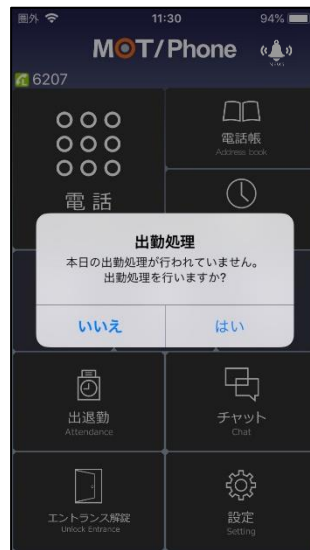 圏外 11:30 94%
MOT/Phone
6207
電話帳
Address book
電話
出勤処理
本日の出勤処理が行われていません。
出勤処理を行いますか?
いいえ はい
出退勤 チャット
Attendance Chat
エントランス解錠 設定
Unlock Entrance Setting